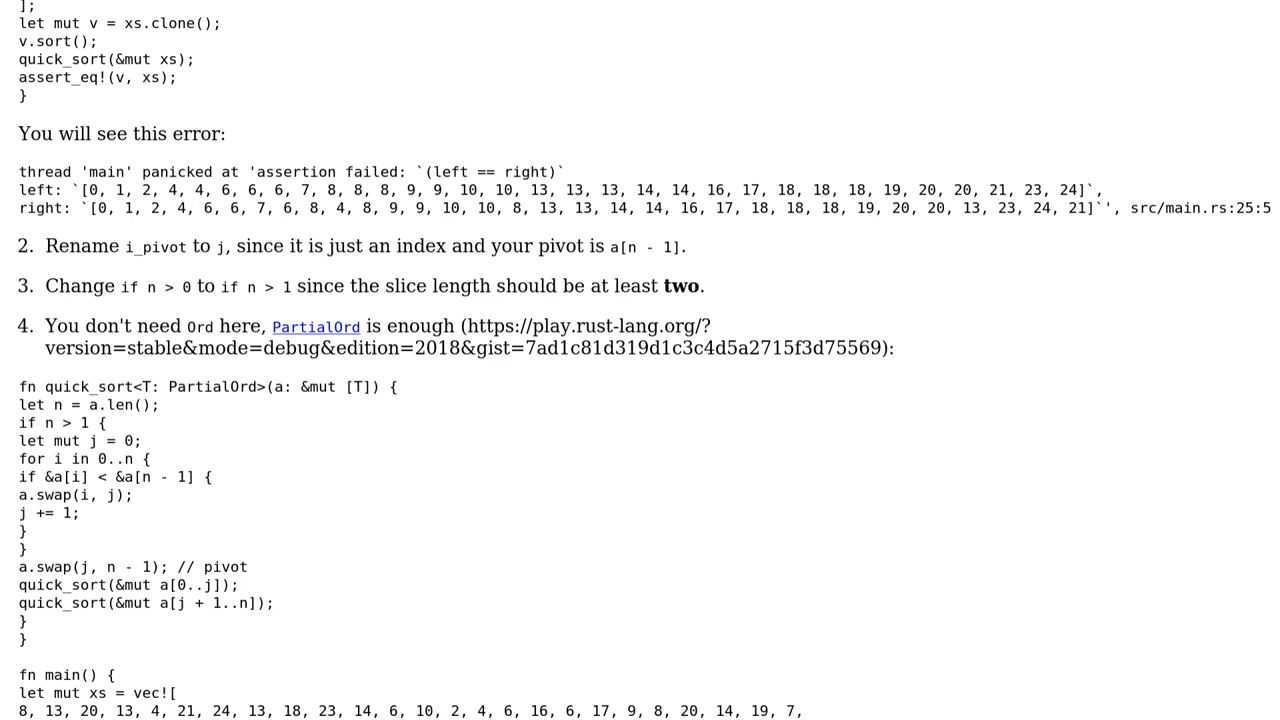 ];
let mut v = xs.clone();
v.sort();
quick_sort(&mut xs);
assert_eq!(v, xs);
}
You will see this error:
thread 'main' panicked at 'assertion failed: `(left == right)`
left: `[0, 1, 2, 4, 4, 6, 6, 6, 7, 8, 8, 8, 9, 9, 10, 10, 13, 13, 13, 14, 14, 16, 17, 18, 18, 18, 19, 20, 20, 21, 23, 24]`,
right: `[0, 1, 2, 4, 6, 6, 7, 6, 8, 4, 8, 9, 9, 10, 10, 8, 13, 13, 14, 14, 16, 17, 18, 18, 18, 19, 20, 20, 13, 23, 24, 21]`', src/main.rs:25:5
2. Rename i_pivot to j, since it is just an index and your pivot is a[n - 1].
3. Change if n > 0 to if n > 1 since the slice length should be at least two.
4. You don't need Ord here, PartialOrd is enough (https://play.rust-lang.org/?
version=stable&mode=debug&edition=2018&gist=7ad1c81d319d1c3c4d5a2715f3d75569):
fn quick_sort<T: PartialOrd>(a: &mut [T]) {
let n = a.len();
if n > 1 {
let mut j = 0;
for i in 0..n {
if &a[i] < &a[n - 1] {
a.swap(i, j);
j += 1;
}
}
a.swap(j, n - 1); // pivot
quick_sort(&mut a[0..j]);
quick_sort(&mut a[j + 1..n]);
}
}
fn main() {
let mut xs = vec![
8, 13, 20, 13, 4, 21, 24, 13, 18, 23, 14, 6, 10, 2, 4, 6, 16, 6, 17, 9, 8, 20, 14, 19, 7,